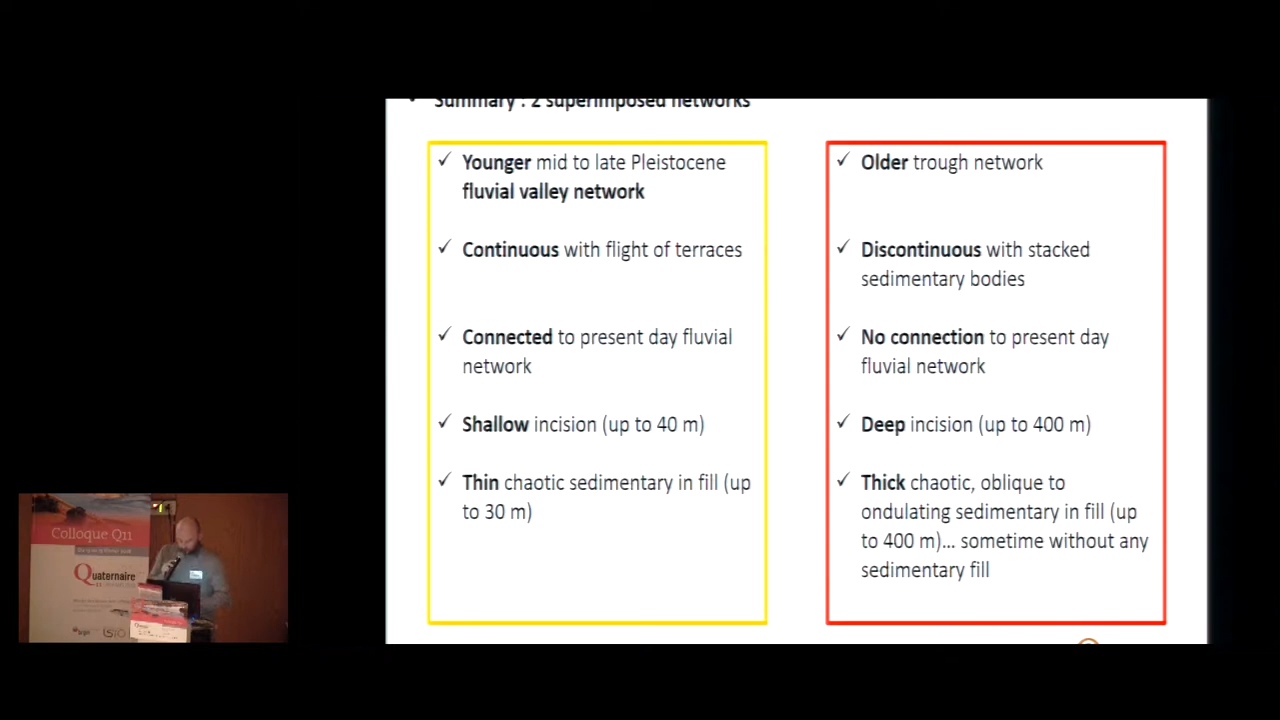 • Summary : 2 superimposed networks
✓ Younger mid to late Pleistocene
fluvial valley network
✓ Continuous with flight of terraces
✓ Connected to present day fluvial
network
✓ Shallow incision (up to 40 m)
✓ Thin chaotic sedimentary in fill (up
to 30 m)
✓ Older trough network
✓ Discontinuous with stacked
sedimentary bodies
✓ No connection to present day
fluvial network
✓ Deep incision (up to 400 m)
✓ Thick chaotic, oblique to
ondulating sedimentary in fill (up
to 400 m)... sometime without any
sedimentary fill
Colloque Q11
Quaternaire